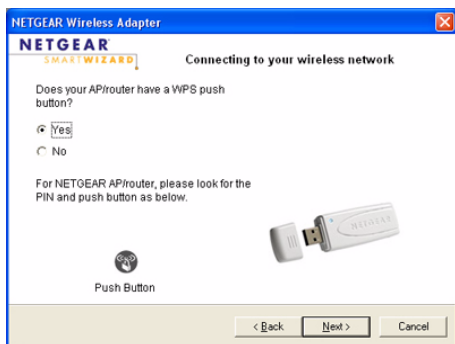 NETGEAR Wireless Adapter
NETGEAR
SMARTWIZARD
Connecting to your wireless network
Does your AP/router have a WPS push
button?
Yes
No
For NETGEAR AP/router, please look for the
PIN and push button as below.
NETGEAR
Push Button
< Back
Next >
Cancel